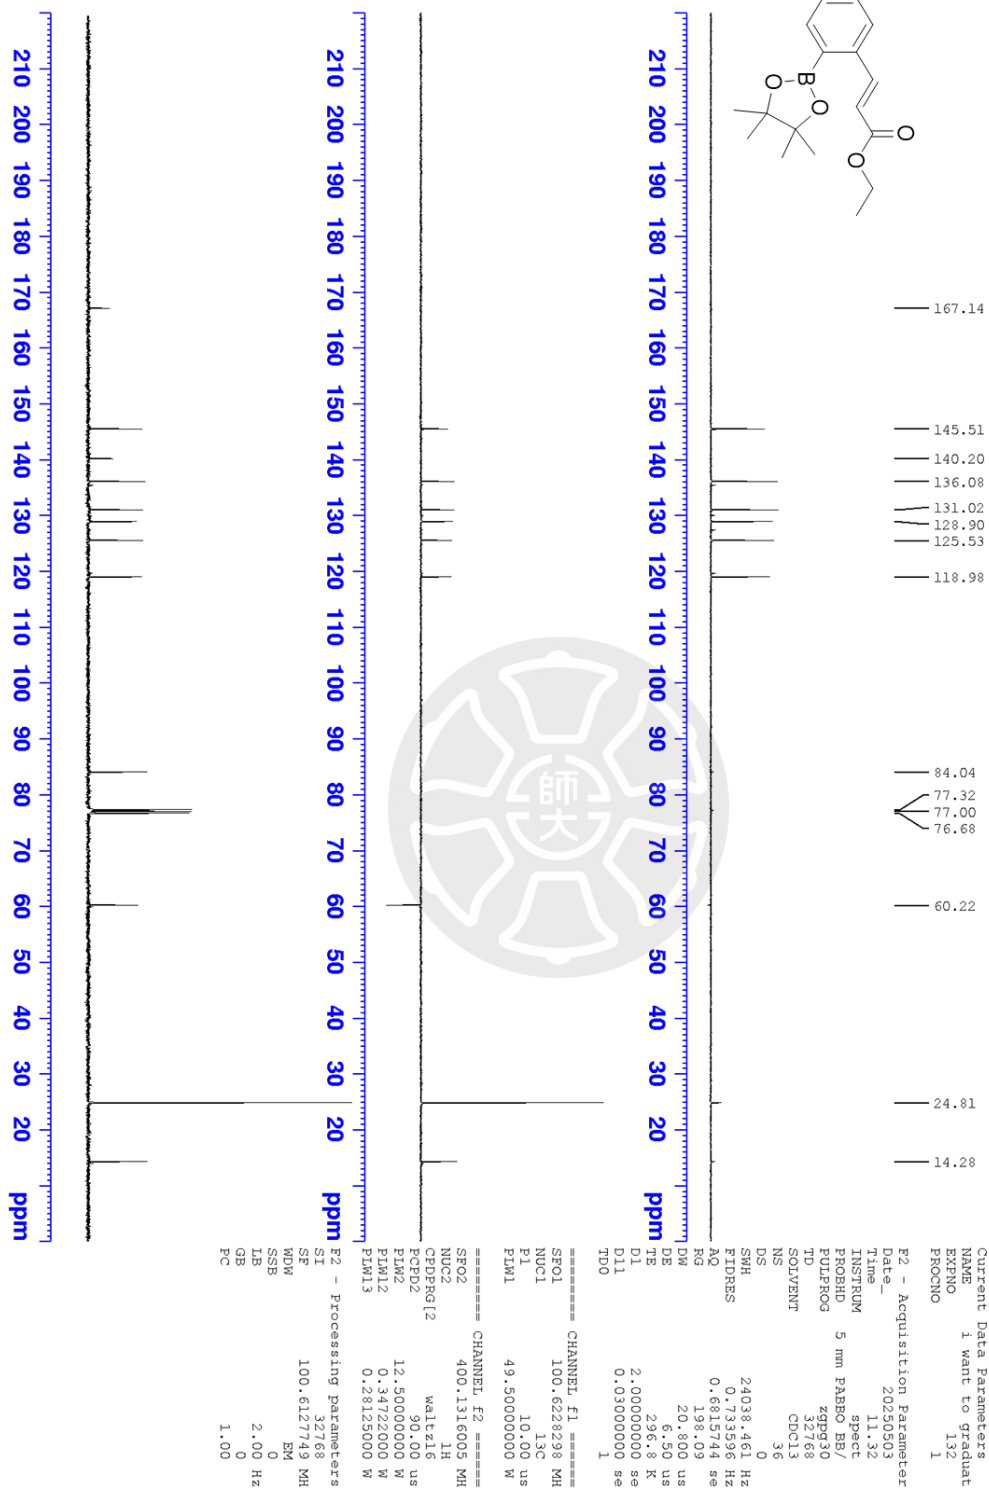 O
O
B
O
O
167.14
145.51
140.20
136.08
131.02
128.90
125.53
118.98
84.04
77.32
77.00
76.68
60.22
24.81
14.28
210 200 190 180 170 160 150 140 130 120 110 100 90 80 70 60 50 40 30 20 ppm
210 200 190 180 170 160 150 140 130 120 110 100 90 80 70 60 50 40 30 20 ppm
210 200 190 180 170 160 150 140 130 120 110 100 90 80 70 60 50 40 30 20 ppm
師大
Current Data Parameters
NAME i want to graduat
EXPNO 132
PROCNO 1
F2 - Acquisition Parameter
Date_ 20250503
Time 11.32
INSTRUM spect
PROBHD 5 mm PABBO BB/
PULPROG zgpg30
TD 32768
SOLVENT CDCl3
NS 36
DS 0
SWH 24038.461 Hz
FIDRES 0.733596 Hz
AQ 0.6815744 se
RG 198.09
DW 20.800 us
DE 6.50 us
TE 296.8 K
D1 2.00000000 se
D11 0.03000000 se
TD0 1
======== CHANNEL f1 ========
SFO1 100.6228298 MH
NUC1 13C
P1 10.00 us
PLW1 49.50000000 W
======== CHANNEL f2 ========
SFO2 400.1316005 MH
NUC2 1H
CPDPRG[2 waltz16
PCPD2 90.00 us
PLW2 12.50000000 W
PLW12 0.34722000 W
PLW13 0.28125000 W
F2 - Processing parameters
SI 32768
SF 100.6127749 MH
WDW EM
SSB 0
LB 2.00 Hz
GB 0
PC 1.00